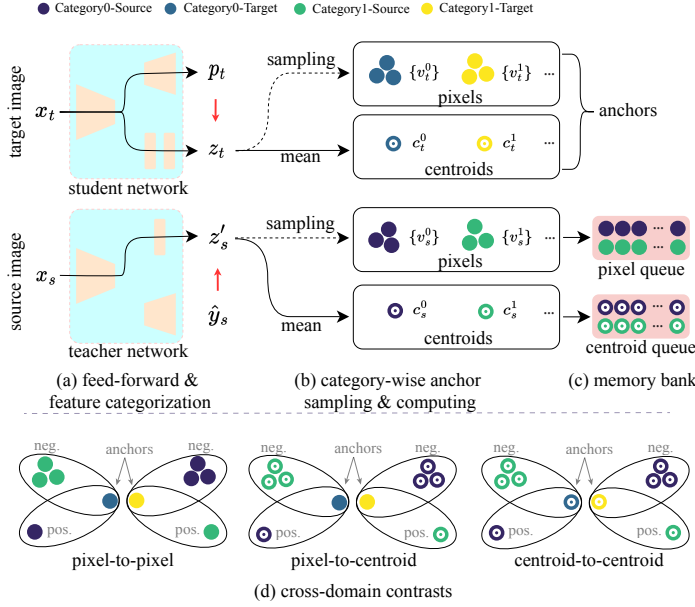 Category0-Source Category0-Target Category1-Source Category1-Target
target image
x_t
p_t
z_t
student network
sampling
mean
{v_t^0} {v_t^1} ...
pixels
c_t^0 c_t^1 ...
centroids
anchors
source image
x_s
z'_s
ŷ_s
teacher network
sampling
mean
{v_s^0} {v_s^1} ...
pixels
c_s^0 c_s^1 ...
centroids
...
pixel queue
...
centroid queue
(a) feed-forward &
feature categorization
(b) category-wise anchor
sampling & computing
(c) memory bank
neg. anchors neg.
pos. pos.
pixel-to-pixel
neg. anchors neg.
pos. pos.
pixel-to-centroid
neg. anchors neg.
pos. pos.
centroid-to-centroid
(d) cross-domain contrasts